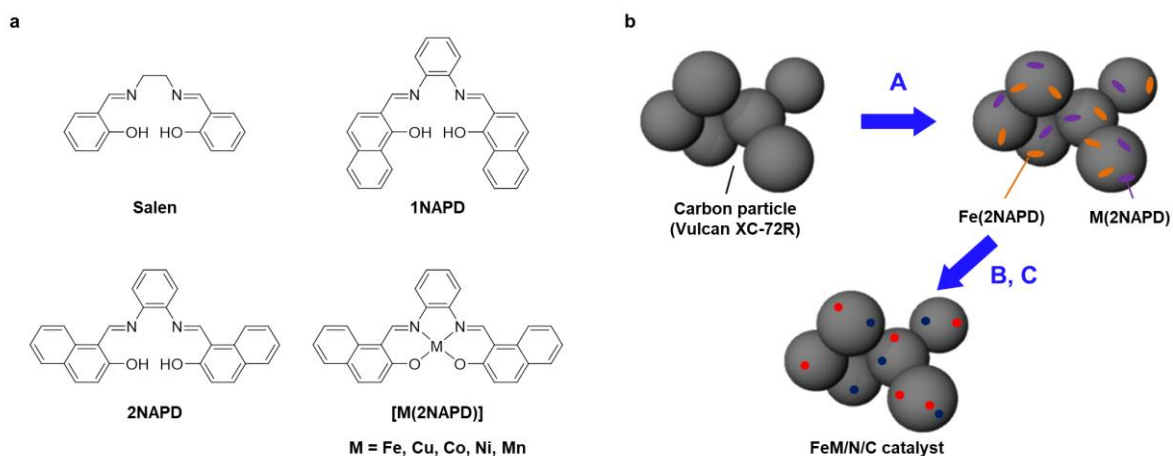 a
N
N
OH
HO
Salen
N
N
OH
HO
1NAPD
N
N
OH
HO
2NAPD
N
N
M
O
O
[M(2NAPD)]
M = Fe, Cu, Co, Ni, Mn
b
A
Carbon particle
(Vulcan XC-72R)
Fe(2NAPD)
M(2NAPD)
B, C
FeM/N/C catalyst